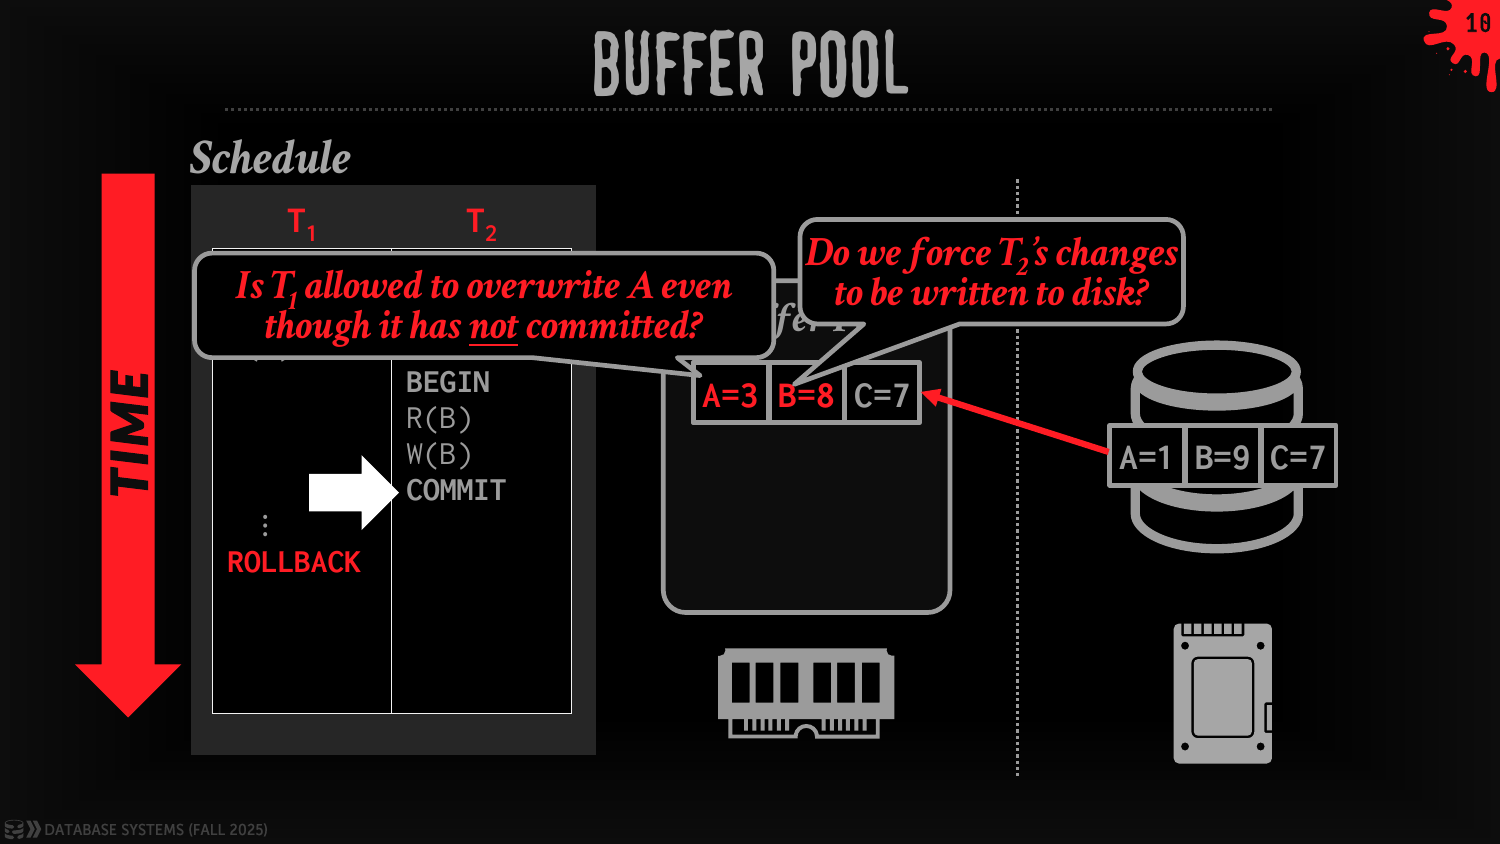 BUFFER POOL
10
Schedule
T1 T2
Is T1 allowed to overwrite A even
though it has not committed?
Do we force T2's changes
to be written to disk?
BEGIN
R(B)
W(B)
COMMIT
⋮
ROLLBACK
TIME
A=3 B=8 C=7
A=1 B=9 C=7
DATABASE SYSTEMS (FALL 2025)